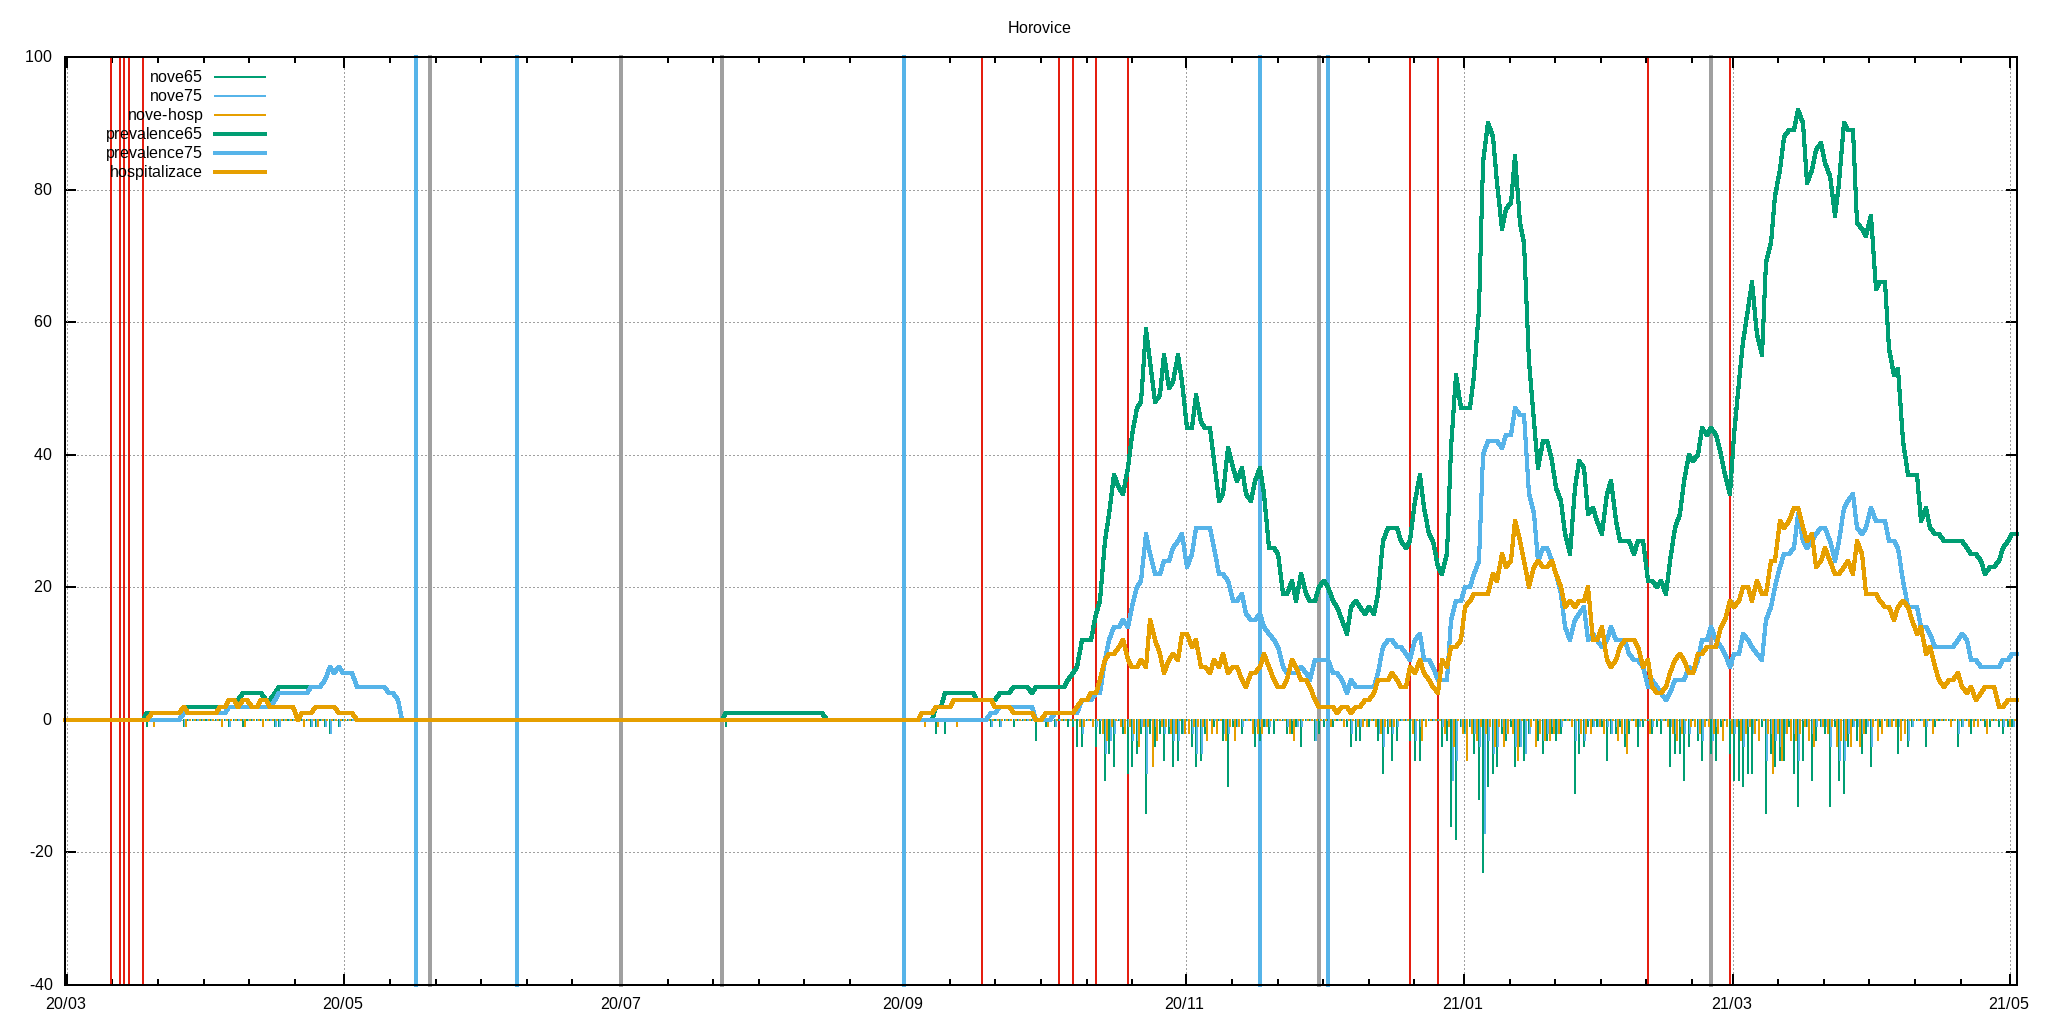 Horovice
100
80
60
40
20
0
-20
-40
nove65
nove75
nove-hosp
prevalence65
prevalence75
hospitalizace
20/03 20/05 20/07 20/09 20/11 21/01 21/03 21/05